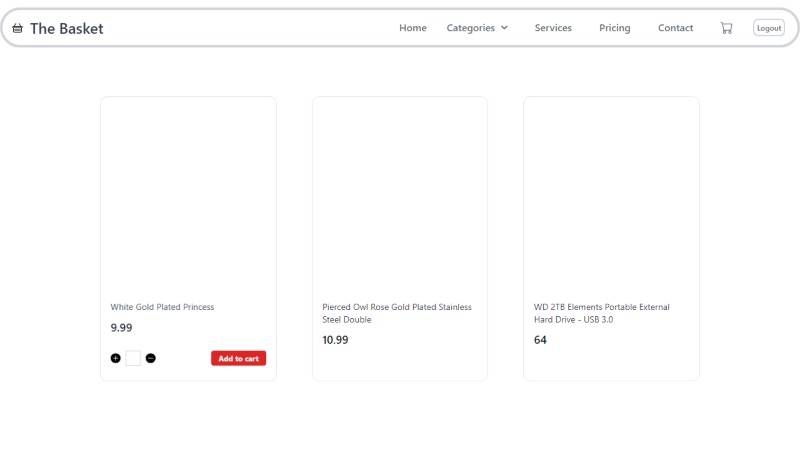 The Basket
Home Categories Services Pricing Contact Logout
White Gold Plated Princess
9.99
Add to cart
Pierced Owl Rose Gold Plated Stainless
Steel Double
10.99
WD 2TB Elements Portable External
Hard Drive - USB 3.0
64